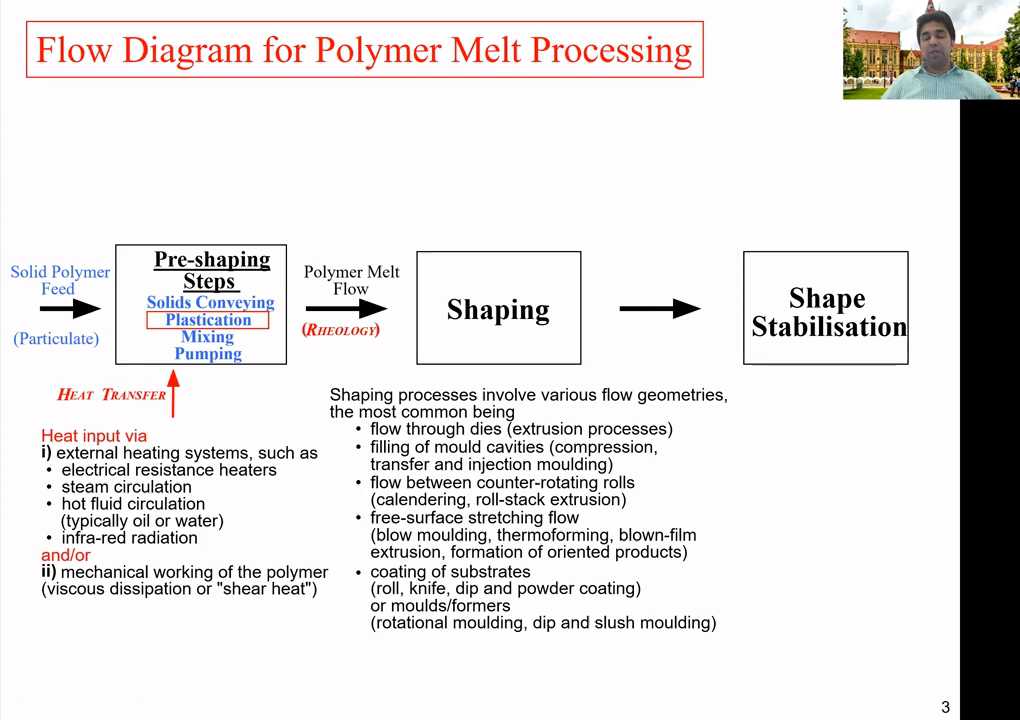 Flow Diagram for Polymer Melt Processing
Solid Polymer
Feed
(Particulate)
Pre-shaping
Steps
Solids Conveying
Plastication
Mixing
Pumping
Polymer Melt
Flow
(RHEOLOGY)
Shaping
Shape
Stabilisation
HEAT TRANSFER
Heat input via
i) external heating systems, such as
• electrical resistance heaters
• steam circulation
• hot fluid circulation
(typically oil or water)
• infra-red radiation
and/or
ii) mechanical working of the polymer
(viscous dissipation or "shear heat")
Shaping processes involve various flow geometries,
the most common being
• flow through dies (extrusion processes)
• filling of mould cavities (compression,
transfer and injection moulding)
• flow between counter-rotating rolls
(calendering, roll-stack extrusion)
• free-surface stretching flow
(blow moulding, thermoforming, blown-film
extrusion, formation of oriented products)
• coating of substrates
(roll, knife, dip and powder coating)
or moulds/formers
(rotational moulding, dip and slush moulding)
3